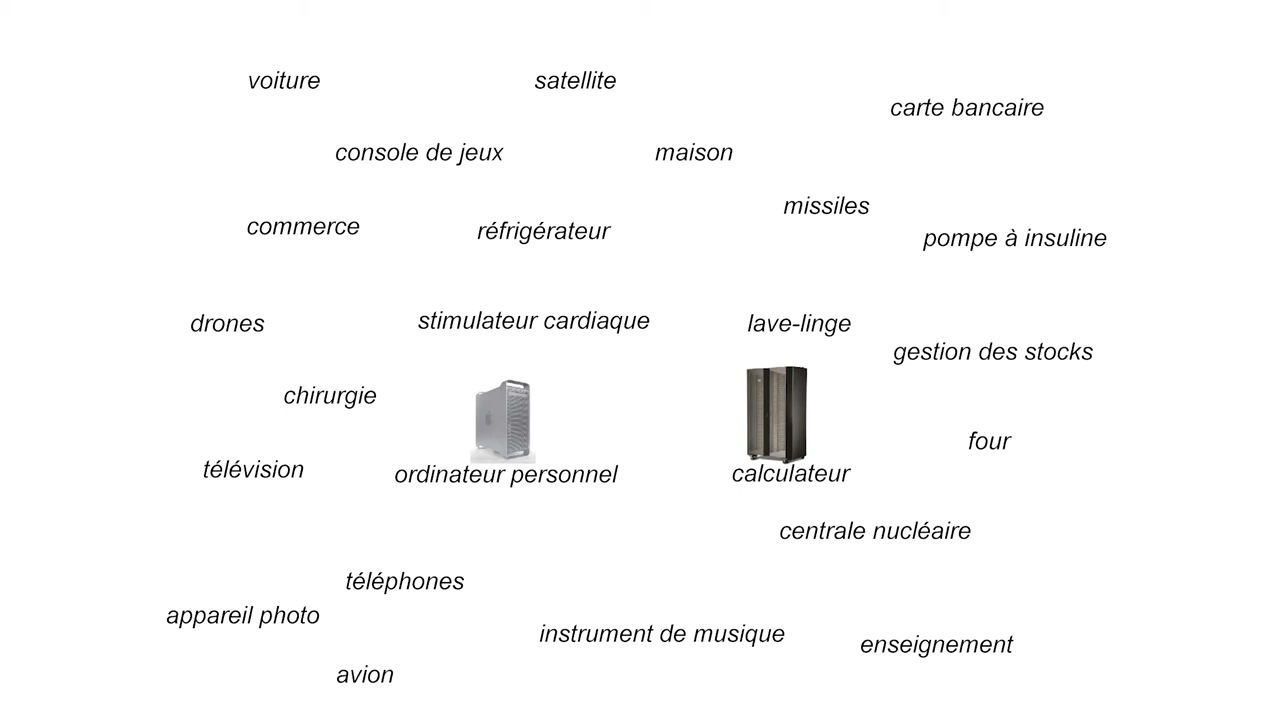 voiture
satellite
carte bancaire
console de jeux
maison
missiles
commerce
réfrigérateur
pompe à insuline
drones
stimulateur cardiaque
lave-linge
gestion des stocks
chirurgie
four
télévision
ordinateur personnel
calculateur
centrale nucléaire
téléphones
appareil photo
instrument de musique
enseignement
avion